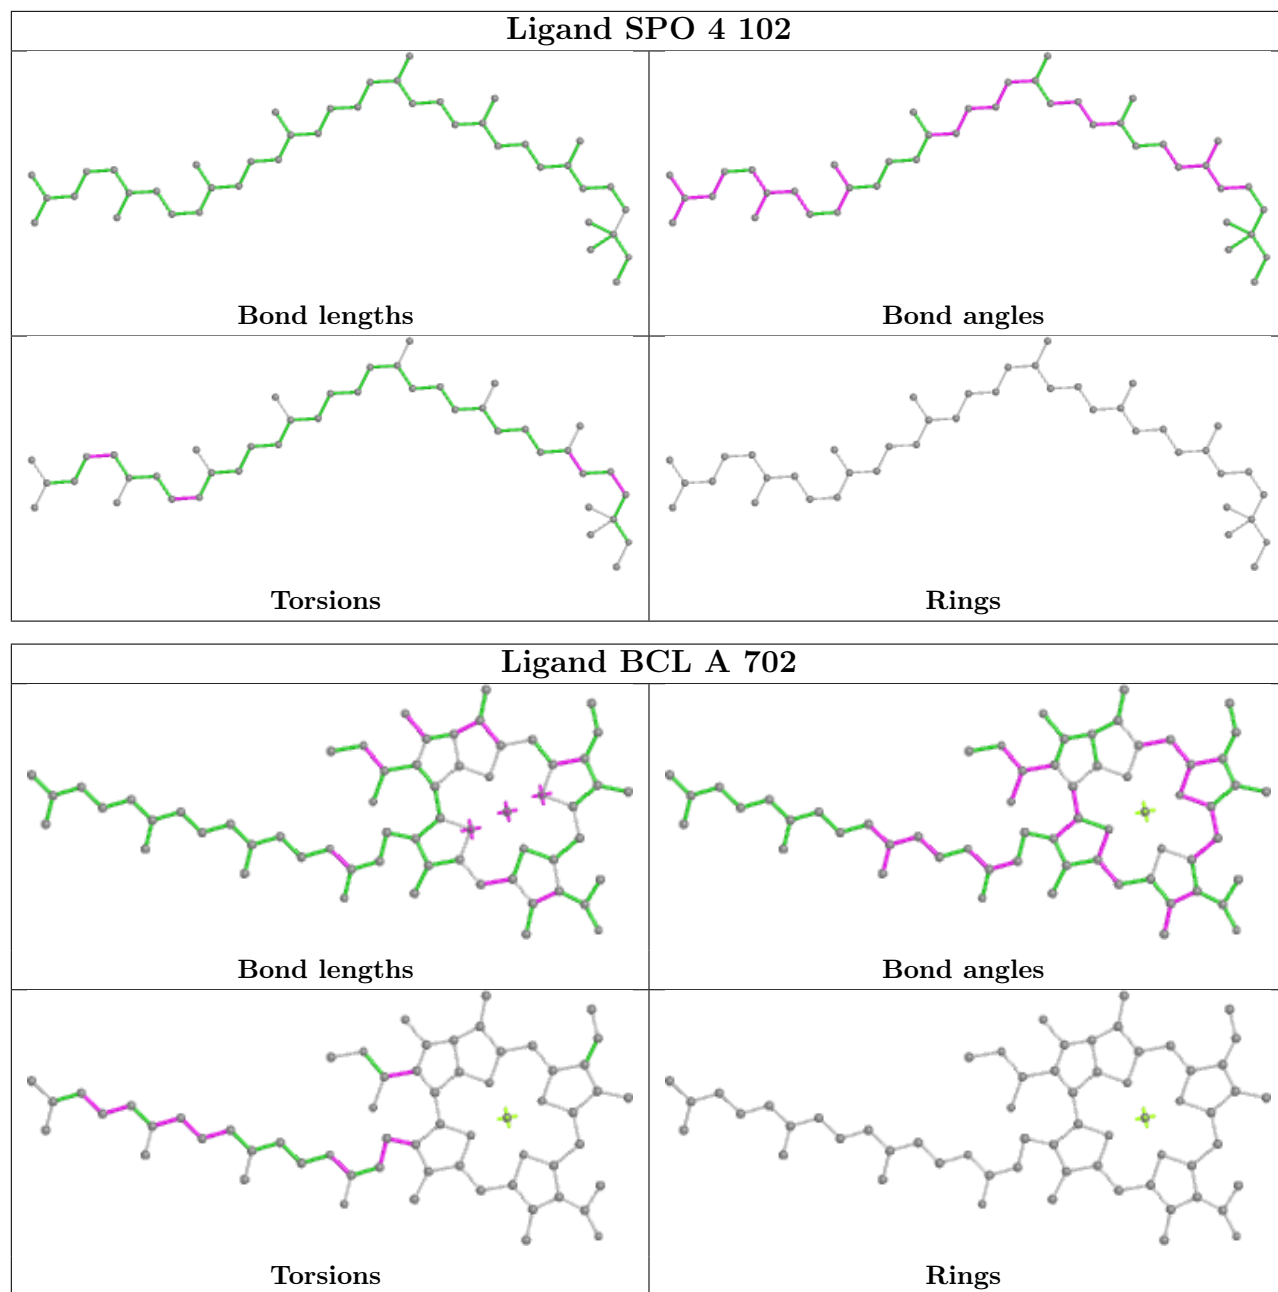 Ligand SPO 4 102
Bond lengths
Bond angles
Torsions
Rings
Ligand BCL A 702
Bond lengths
Bond angles
Torsions
Rings